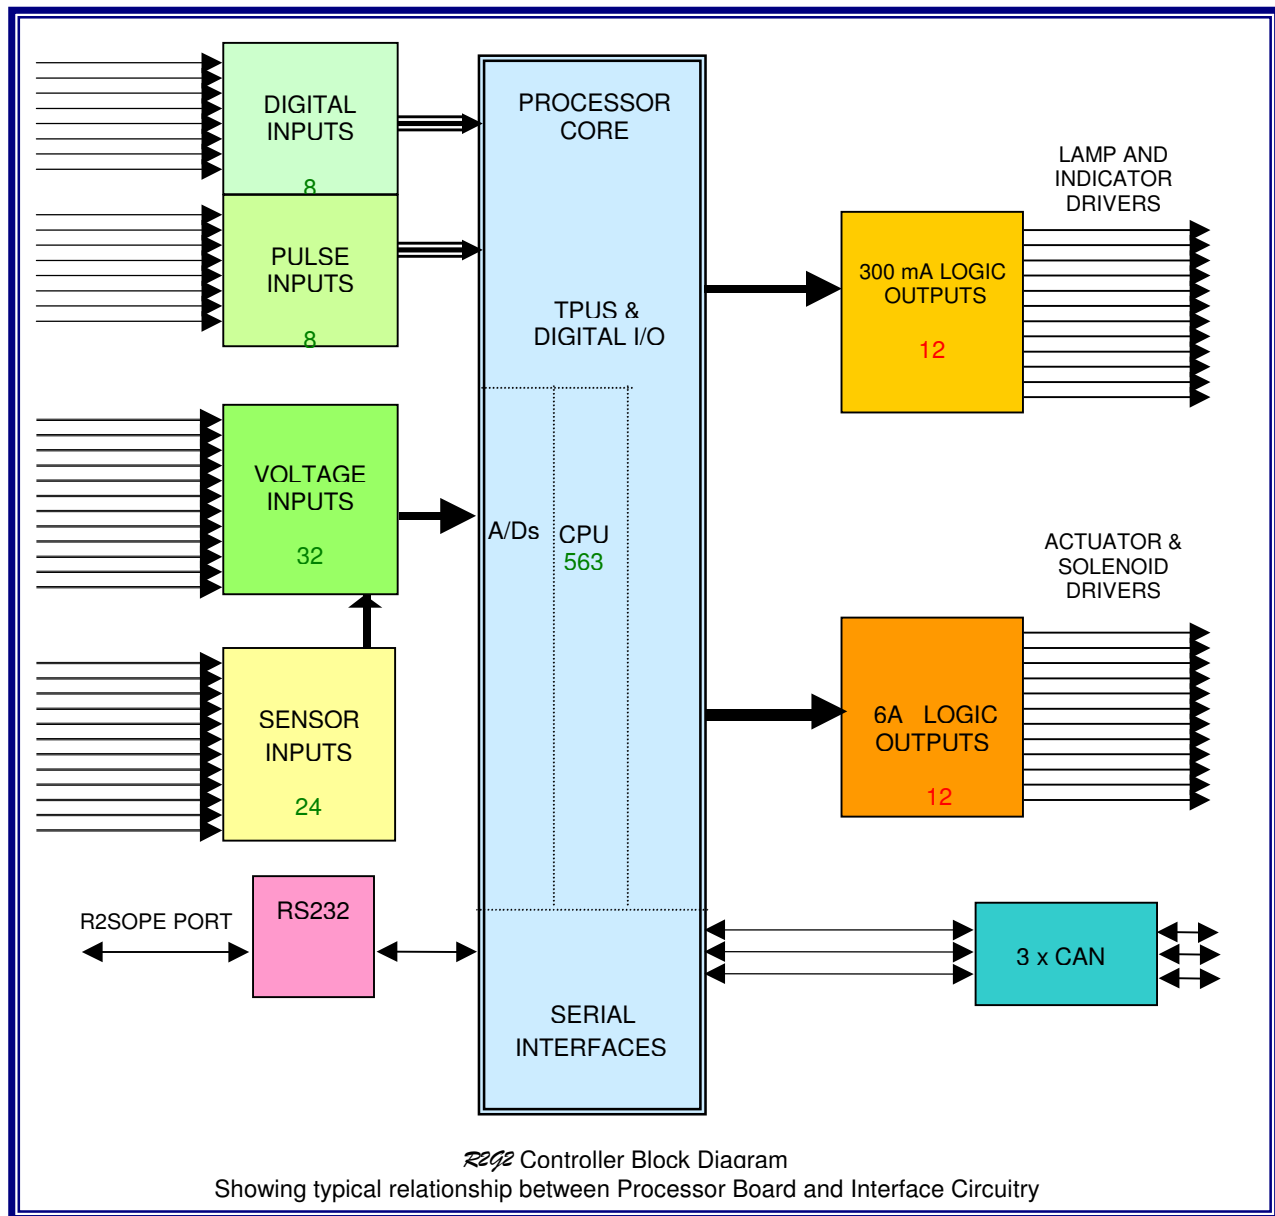 DIGITAL
INPUTS
8
PULSE
INPUTS
8
VOLTAGE
INPUTS
32
SENSOR
INPUTS
24
R2SOPE PORT
RS232
PROCESSOR
CORE
TPUS &
DIGITAL I/O
A/Ds
CPU
563
SERIAL
INTERFACES
LAMP AND
INDICATOR
DRIVERS
300 mA LOGIC
OUTPUTS
12
ACTUATOR &
SOLENOID
DRIVERS
6A LOGIC
OUTPUTS
12
3 x CAN
R2G2 Controller Block Diagram
Showing typical relationship between Processor Board and Interface Circuitry